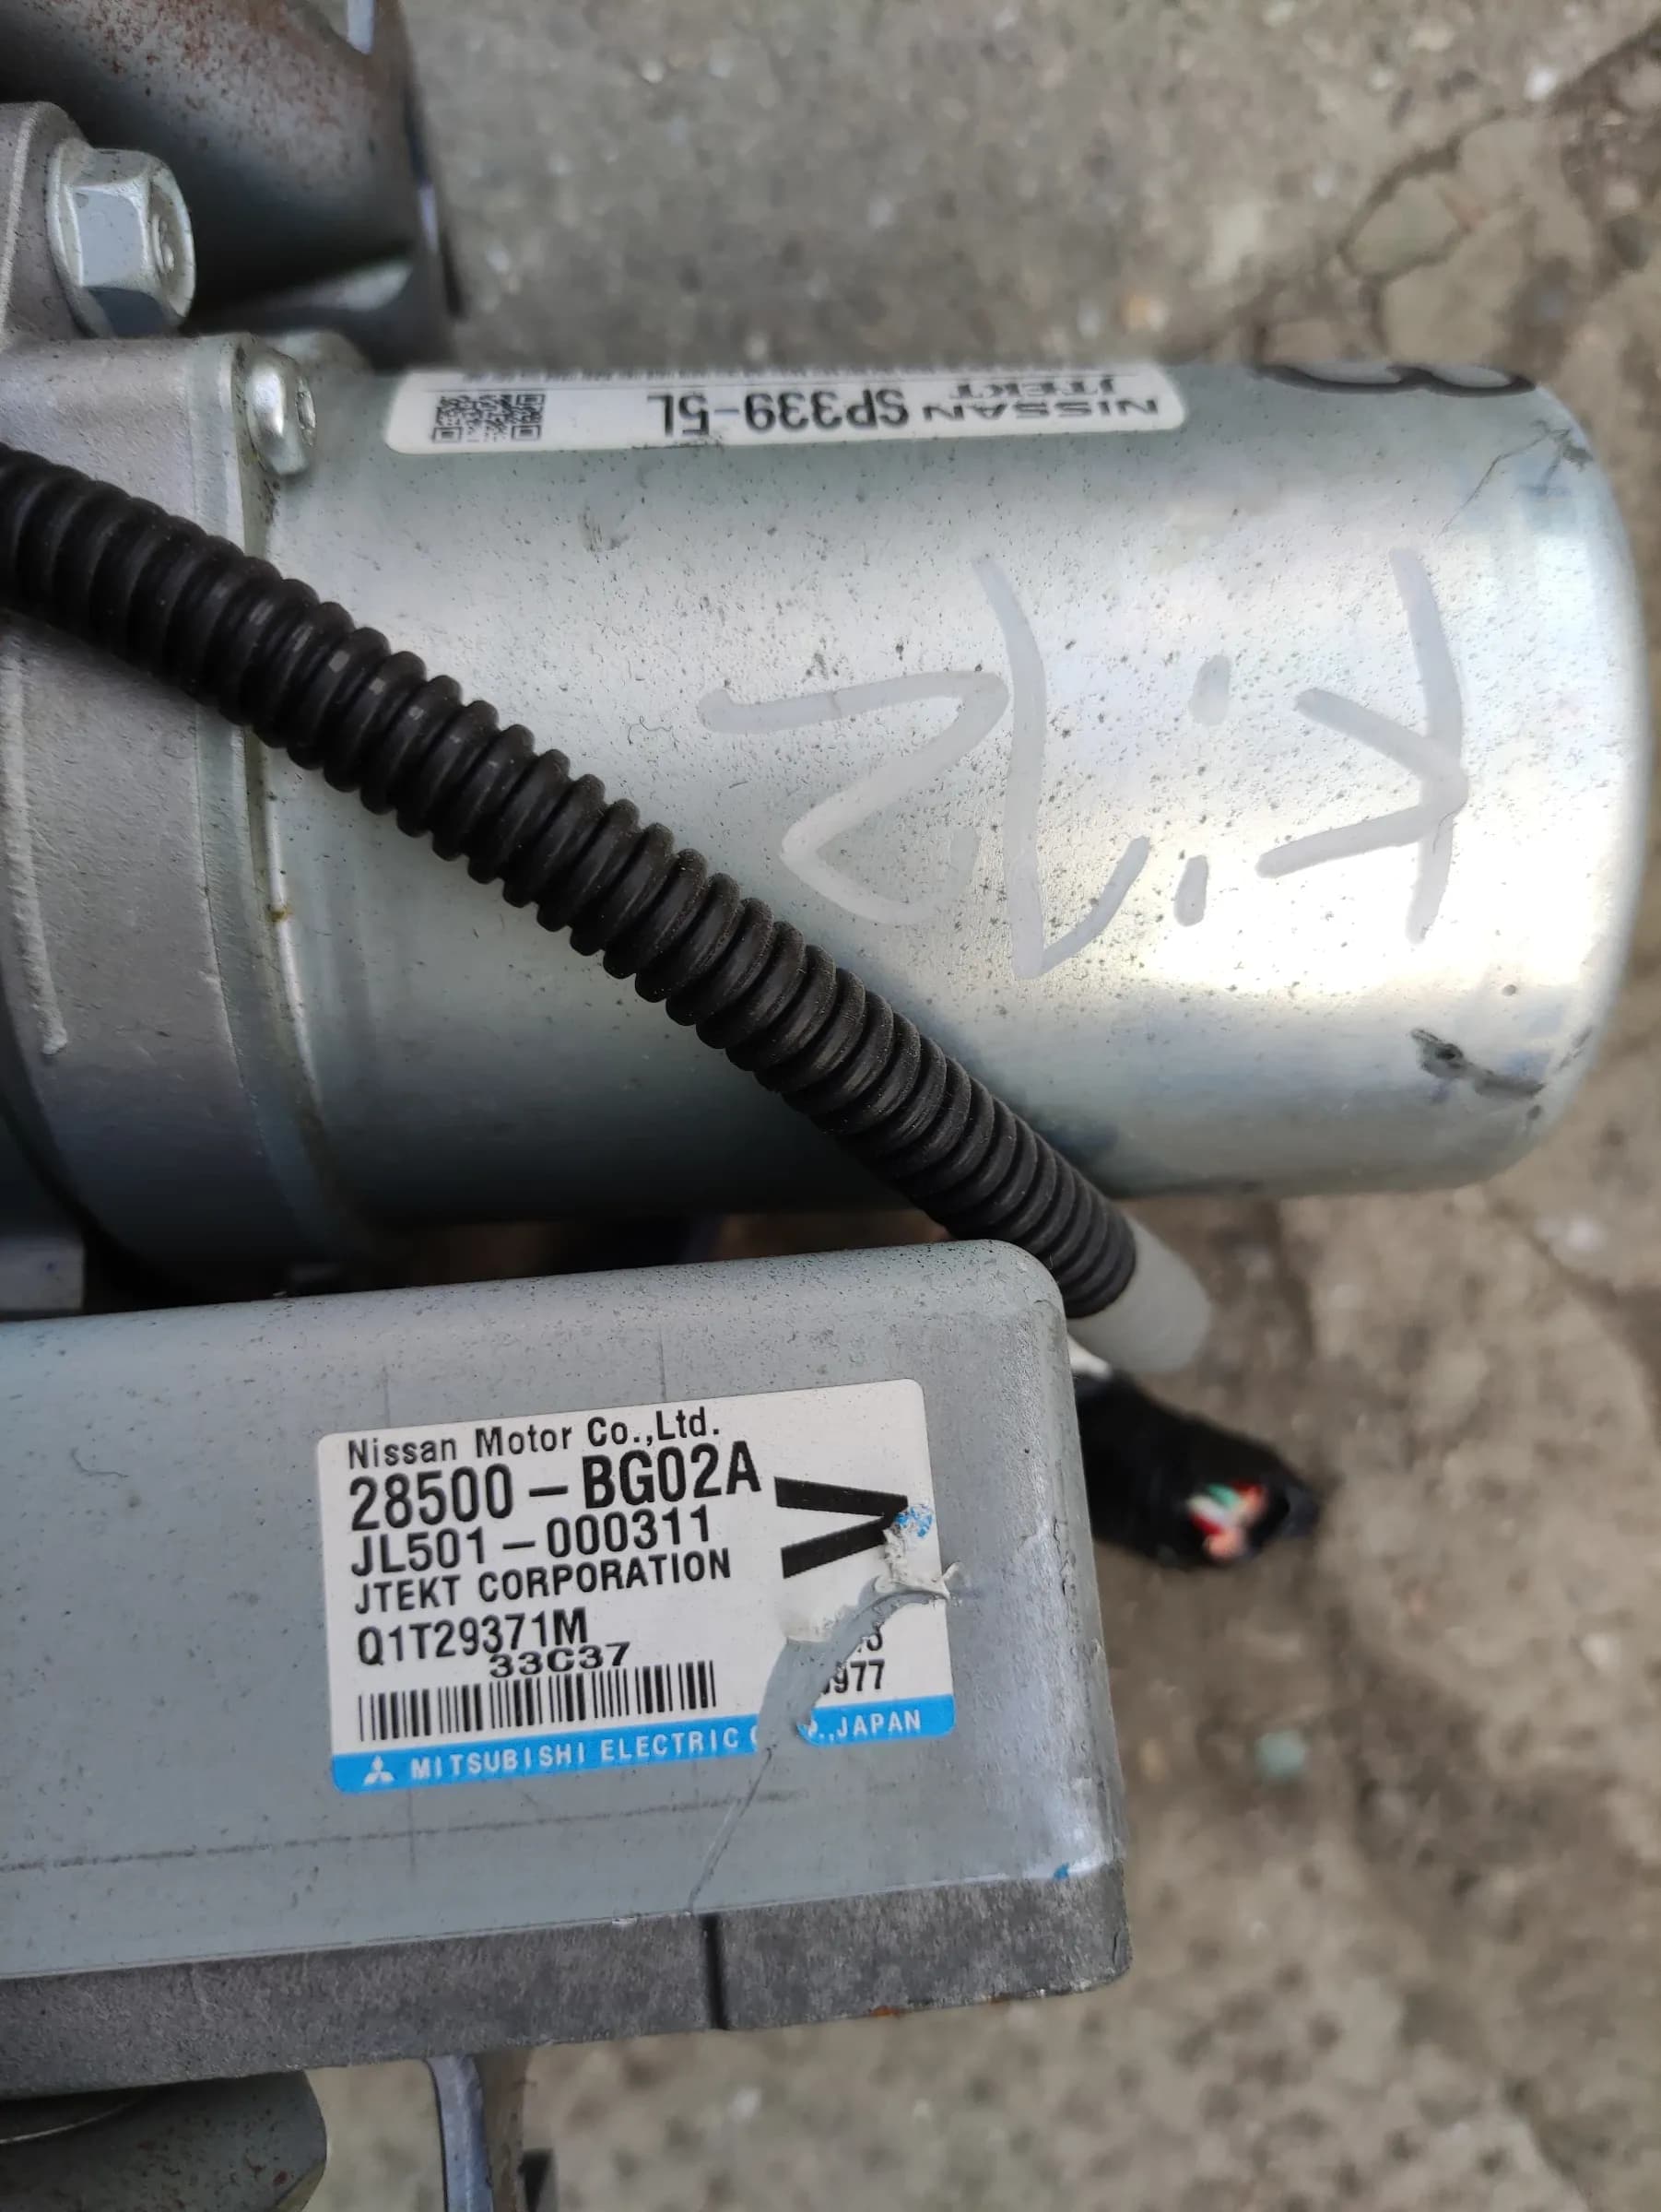 NISSAN SP339-5L
JTEKT
K:12
Nissan Motor Co.,Ltd.
28500-BG02A
JL501-000311
JTEKT CORPORATION
Q1T29371M
33C37
MITSUBISHI ELECTRIC
JAPAN